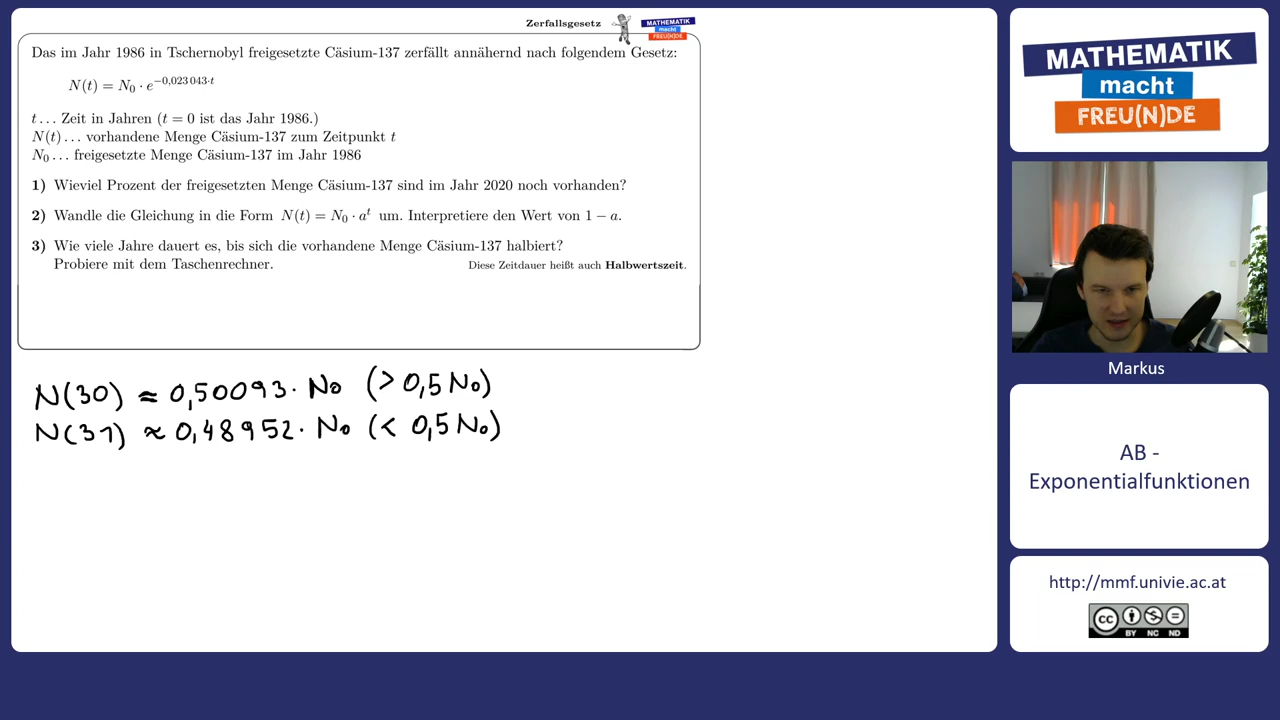 Zerfallsgesetz
MATHEMATIK
macht
FREU(N)DE
Das im Jahr 1986 in Tschernobyl freigesetzte Cäsium-137 zerfällt annähernd nach folgendem Gesetz:
N(t) = N₀ · e^(−0,023 043·t)
t … Zeit in Jahren (t = 0 ist das Jahr 1986.)
N(t) … vorhandene Menge Cäsium-137 zum Zeitpunkt t
N₀ … freigesetzte Menge Cäsium-137 im Jahr 1986
1) Wieviel Prozent der freigesetzten Menge Cäsium-137 sind im Jahr 2020 noch vorhanden?
2) Wandle die Gleichung in die Form N(t) = N₀ · aᵗ um. Interpretiere den Wert von 1 − a.
3) Wie viele Jahre dauert es, bis sich die vorhandene Menge Cäsium-137 halbiert?
Probiere mit dem Taschenrechner. Diese Zeitdauer heißt auch Halbwertszeit.
N(30) ≈ 0,50093 · N₀ (> 0,5 N₀)
N(31) ≈ 0,48952 · N₀ (< 0,5 N₀)
MATHEMATIK
macht
FREU(N)DE
Markus
AB -
Exponentialfunktionen
http://mmf.univie.ac.at
CC BY NC ND